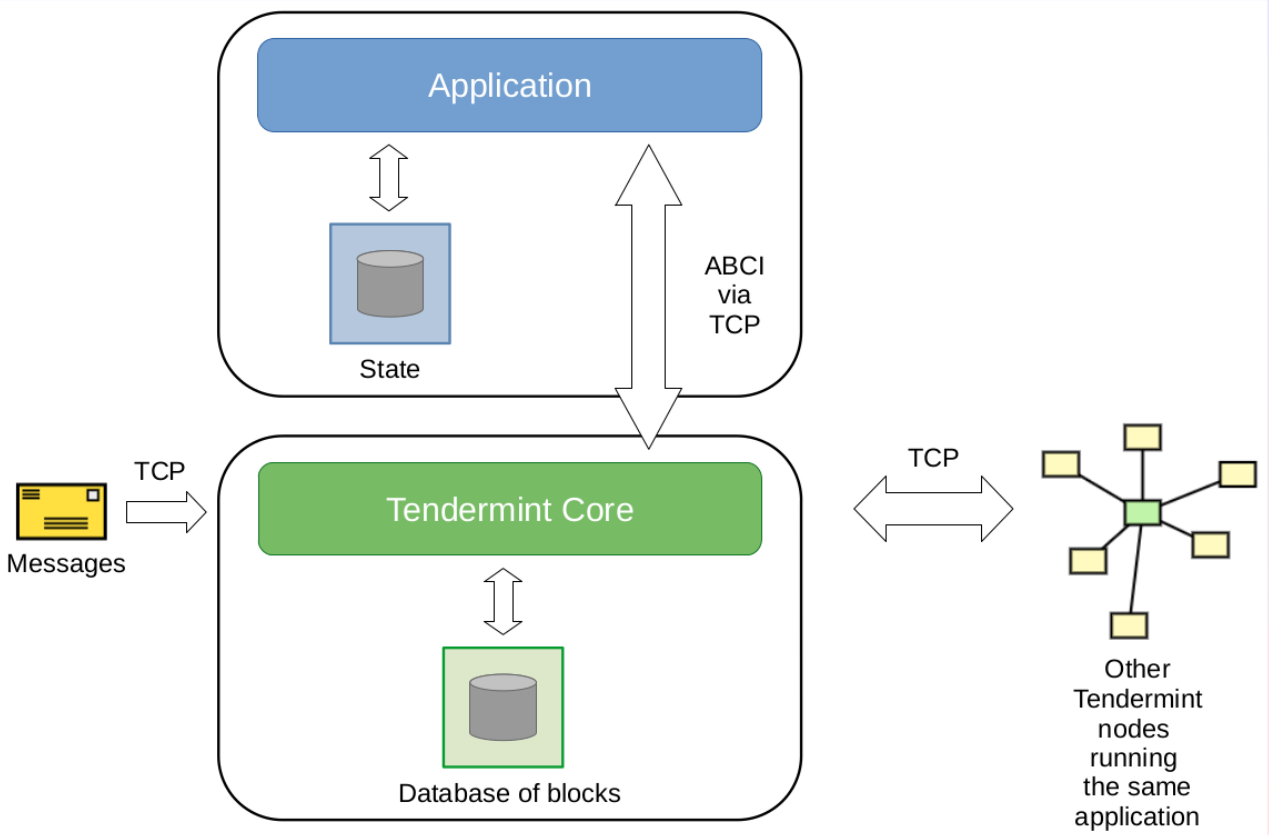 Application
ABCI
via
TCP
State
TCP
Messages
Tendermint Core
TCP
Database of blocks
Other
Tendermint
nodes
running
the same
application